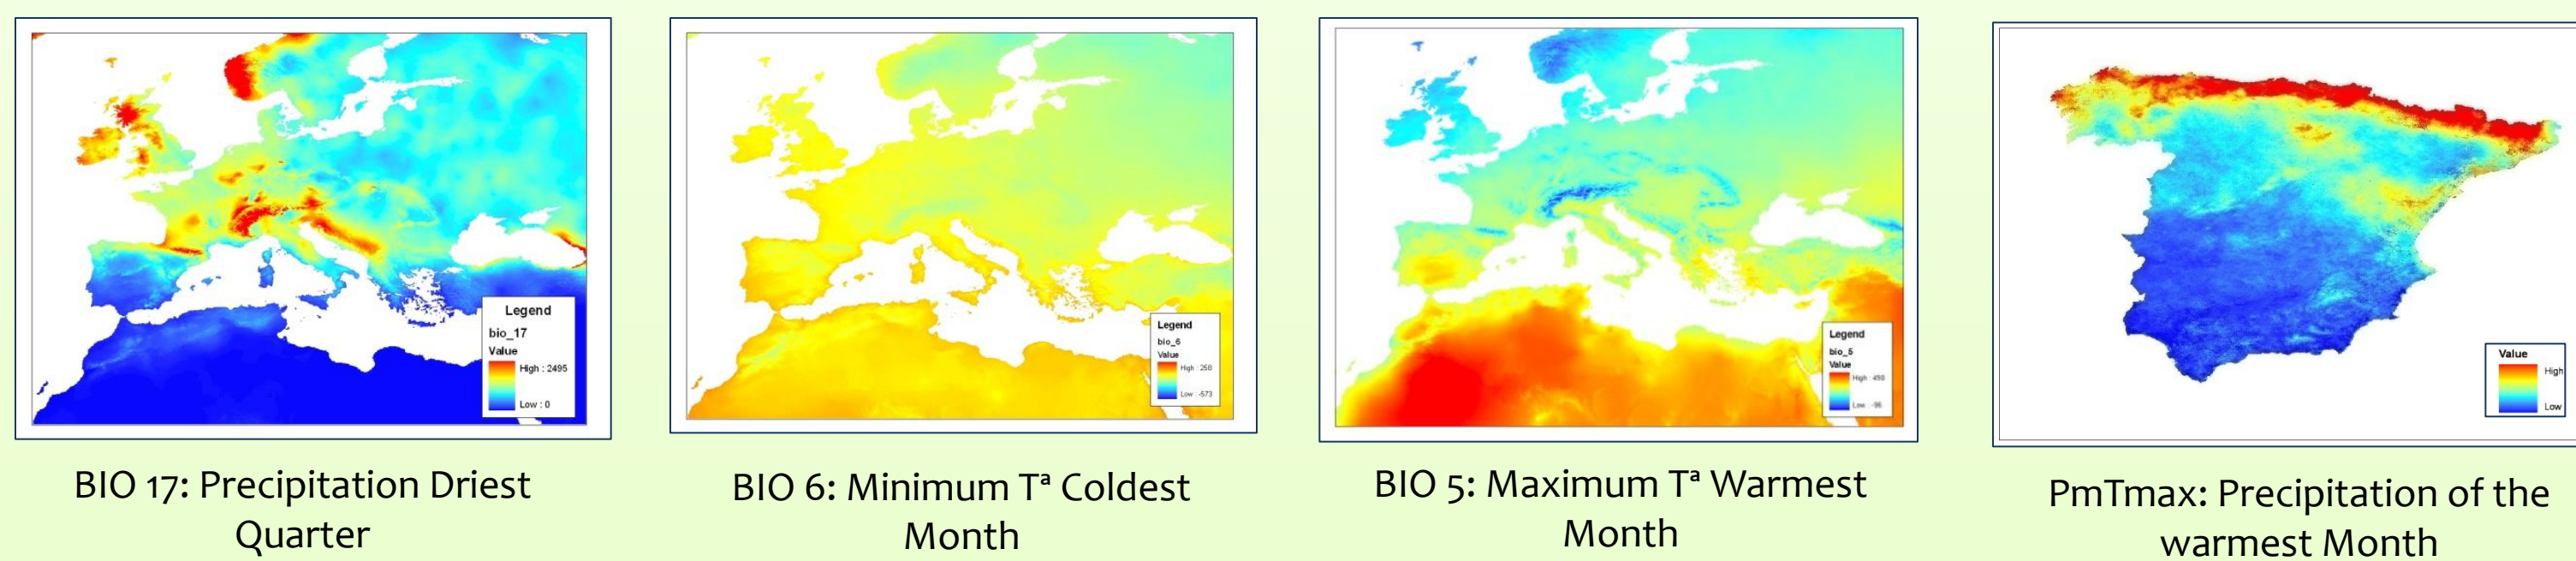 Legend
bio_17
Value
High : 2495
Low : 0
BIO 17: Precipitation Driest
Quarter
Legend
bio_6
Value
High : 258
Low : -573
BIO 6: Minimum Tª Coldest
Month
Legend
bio_5
Value
High : 490
Low : -96
BIO 5: Maximum Tª Warmest
Month
Value
High
Low
PmTmax: Precipitation of the
warmest Month